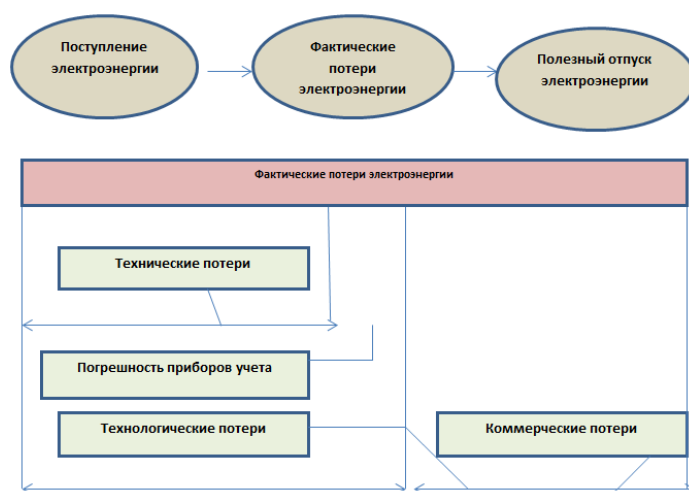 Поступление
электроэнергии
Фактические
потери
электроэнергии
Полезный отпуск
электроэнергии
Фактические потери электроэнергии
Технические потери
Погрешность приборов учета
Технологические потери
Коммерческие потери